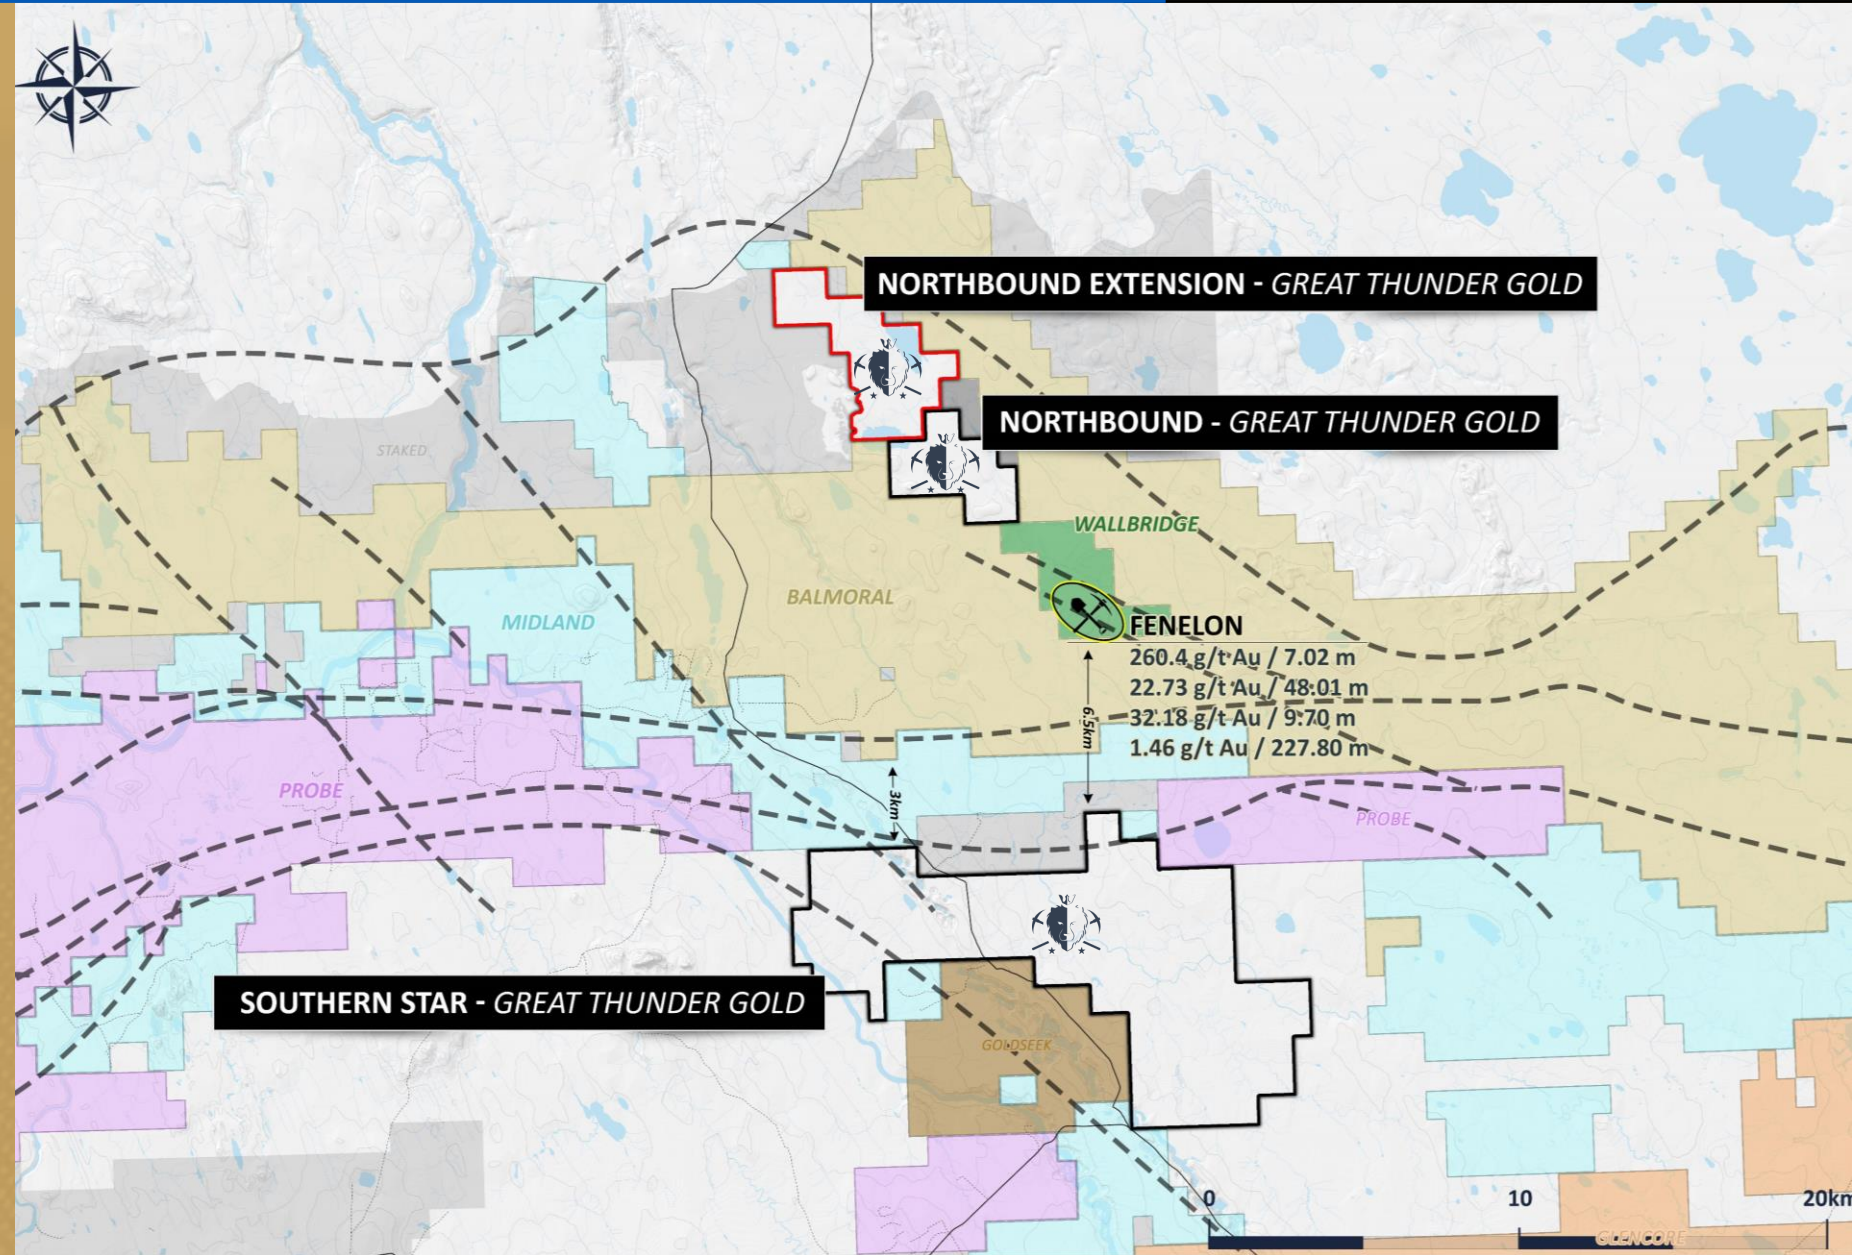 NORTHBOUND EXTENSION - GREAT THUNDER GOLD
NORTHBOUND - GREAT THUNDER GOLD
STAKED
WALLBRIDGE
BALMORAL
MIDLAND
FENELON
260.4 g/t Au / 7.02 m
22.73 g/t Au / 48.01 m
32.18 g/t Au / 9.70 m
1.46 g/t Au / 227.80 m
6.5km
3km
PROBE
PROBE
SOUTHERN STAR - GREAT THUNDER GOLD
GOLDSEEK
0 10 20km
GLENCORE